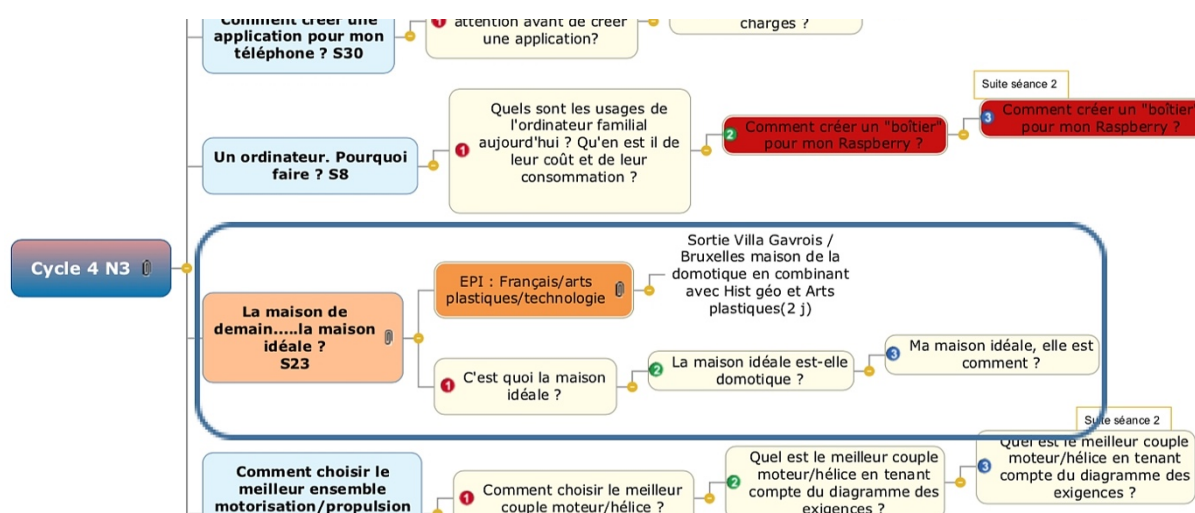 Comment créer une
application pour mon
téléphone ? S30
attention avant de créer
une application?
charges ?
Un ordinateur. Pourquoi
faire ? S8
Quels sont les usages de
l'ordinateur familial
aujourd'hui ? Qu'en est il de
leur coût et de leur
consommation ?
Comment créer un "boîtier"
pour mon Raspberry ?
Suite séance 2
Comment créer un "boîtier"
pour mon Raspberry ?
Cycle 4 N3
La maison de
demain.....la maison
idéale ?
S23
EPI : Français/arts
plastiques/technologie
Sortie Villa Gavrois /
Bruxelles maison de la
domotique en combinant
avec Hist géo et Arts
plastiques(2 j)
1 C'est quoi la maison
idéale ?
2 La maison idéale est-elle
domotique ?
3 Ma maison idéale, elle est
comment ?
Comment choisir le
meilleur ensemble
motorisation/propulsion
1 Comment choisir le meilleur
couple moteur/hélice ?
2 Quel est le meilleur couple
moteur/hélice en tenant
compte du diagramme des
exigences ?
Suite séance 2
3 Quel est le meilleur couple
moteur/hélice en tenant
compte du diagramme des
exigences ?